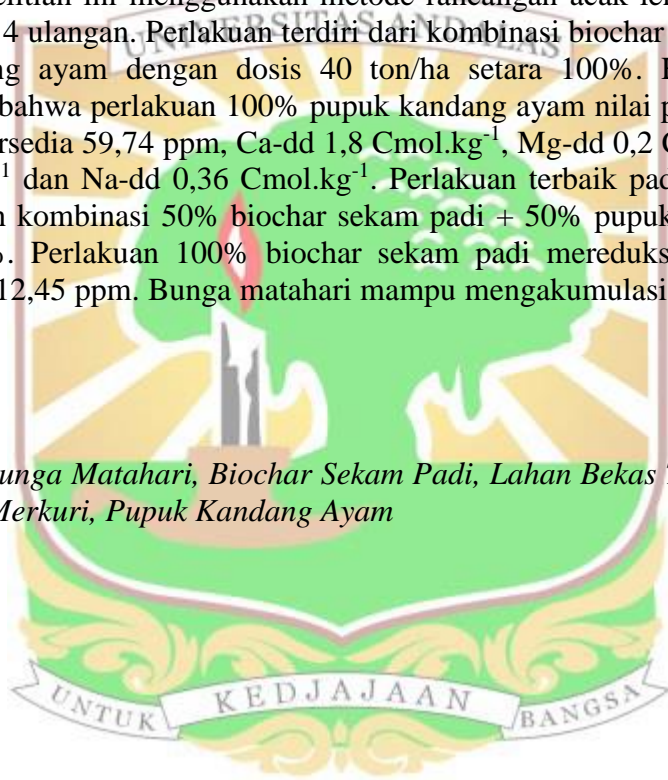 ini menggunakan metode rancangan acak
4 ulangan. Perlakuan terdiri dari kombinasi biochar
UNIVERSITAS ANDALAS
ng ayam dengan dosis 40 ton/ha setara 100%.
bahwa perlakuan 100% pupuk kandang ayam nilai p
rsedia 59,74 ppm, Ca-dd 1,8 Cmol.kg⁻¹, Mg-dd 0,2 C
⁻¹ dan Na-dd 0,36 Cmol.kg⁻¹. Perlakuan terbaik pad
n kombinasi 50% biochar sekam padi + 50% pupuk
. Perlakuan 100% biochar sekam padi mereduks
12,45 ppm. Bunga matahari mampu mengakumulasi
unga Matahari, Biochar Sekam Padi, Lahan Bekas
Merkuri, Pupuk Kandang Ayam
UNTUK KEDJAJAAN BANGSA